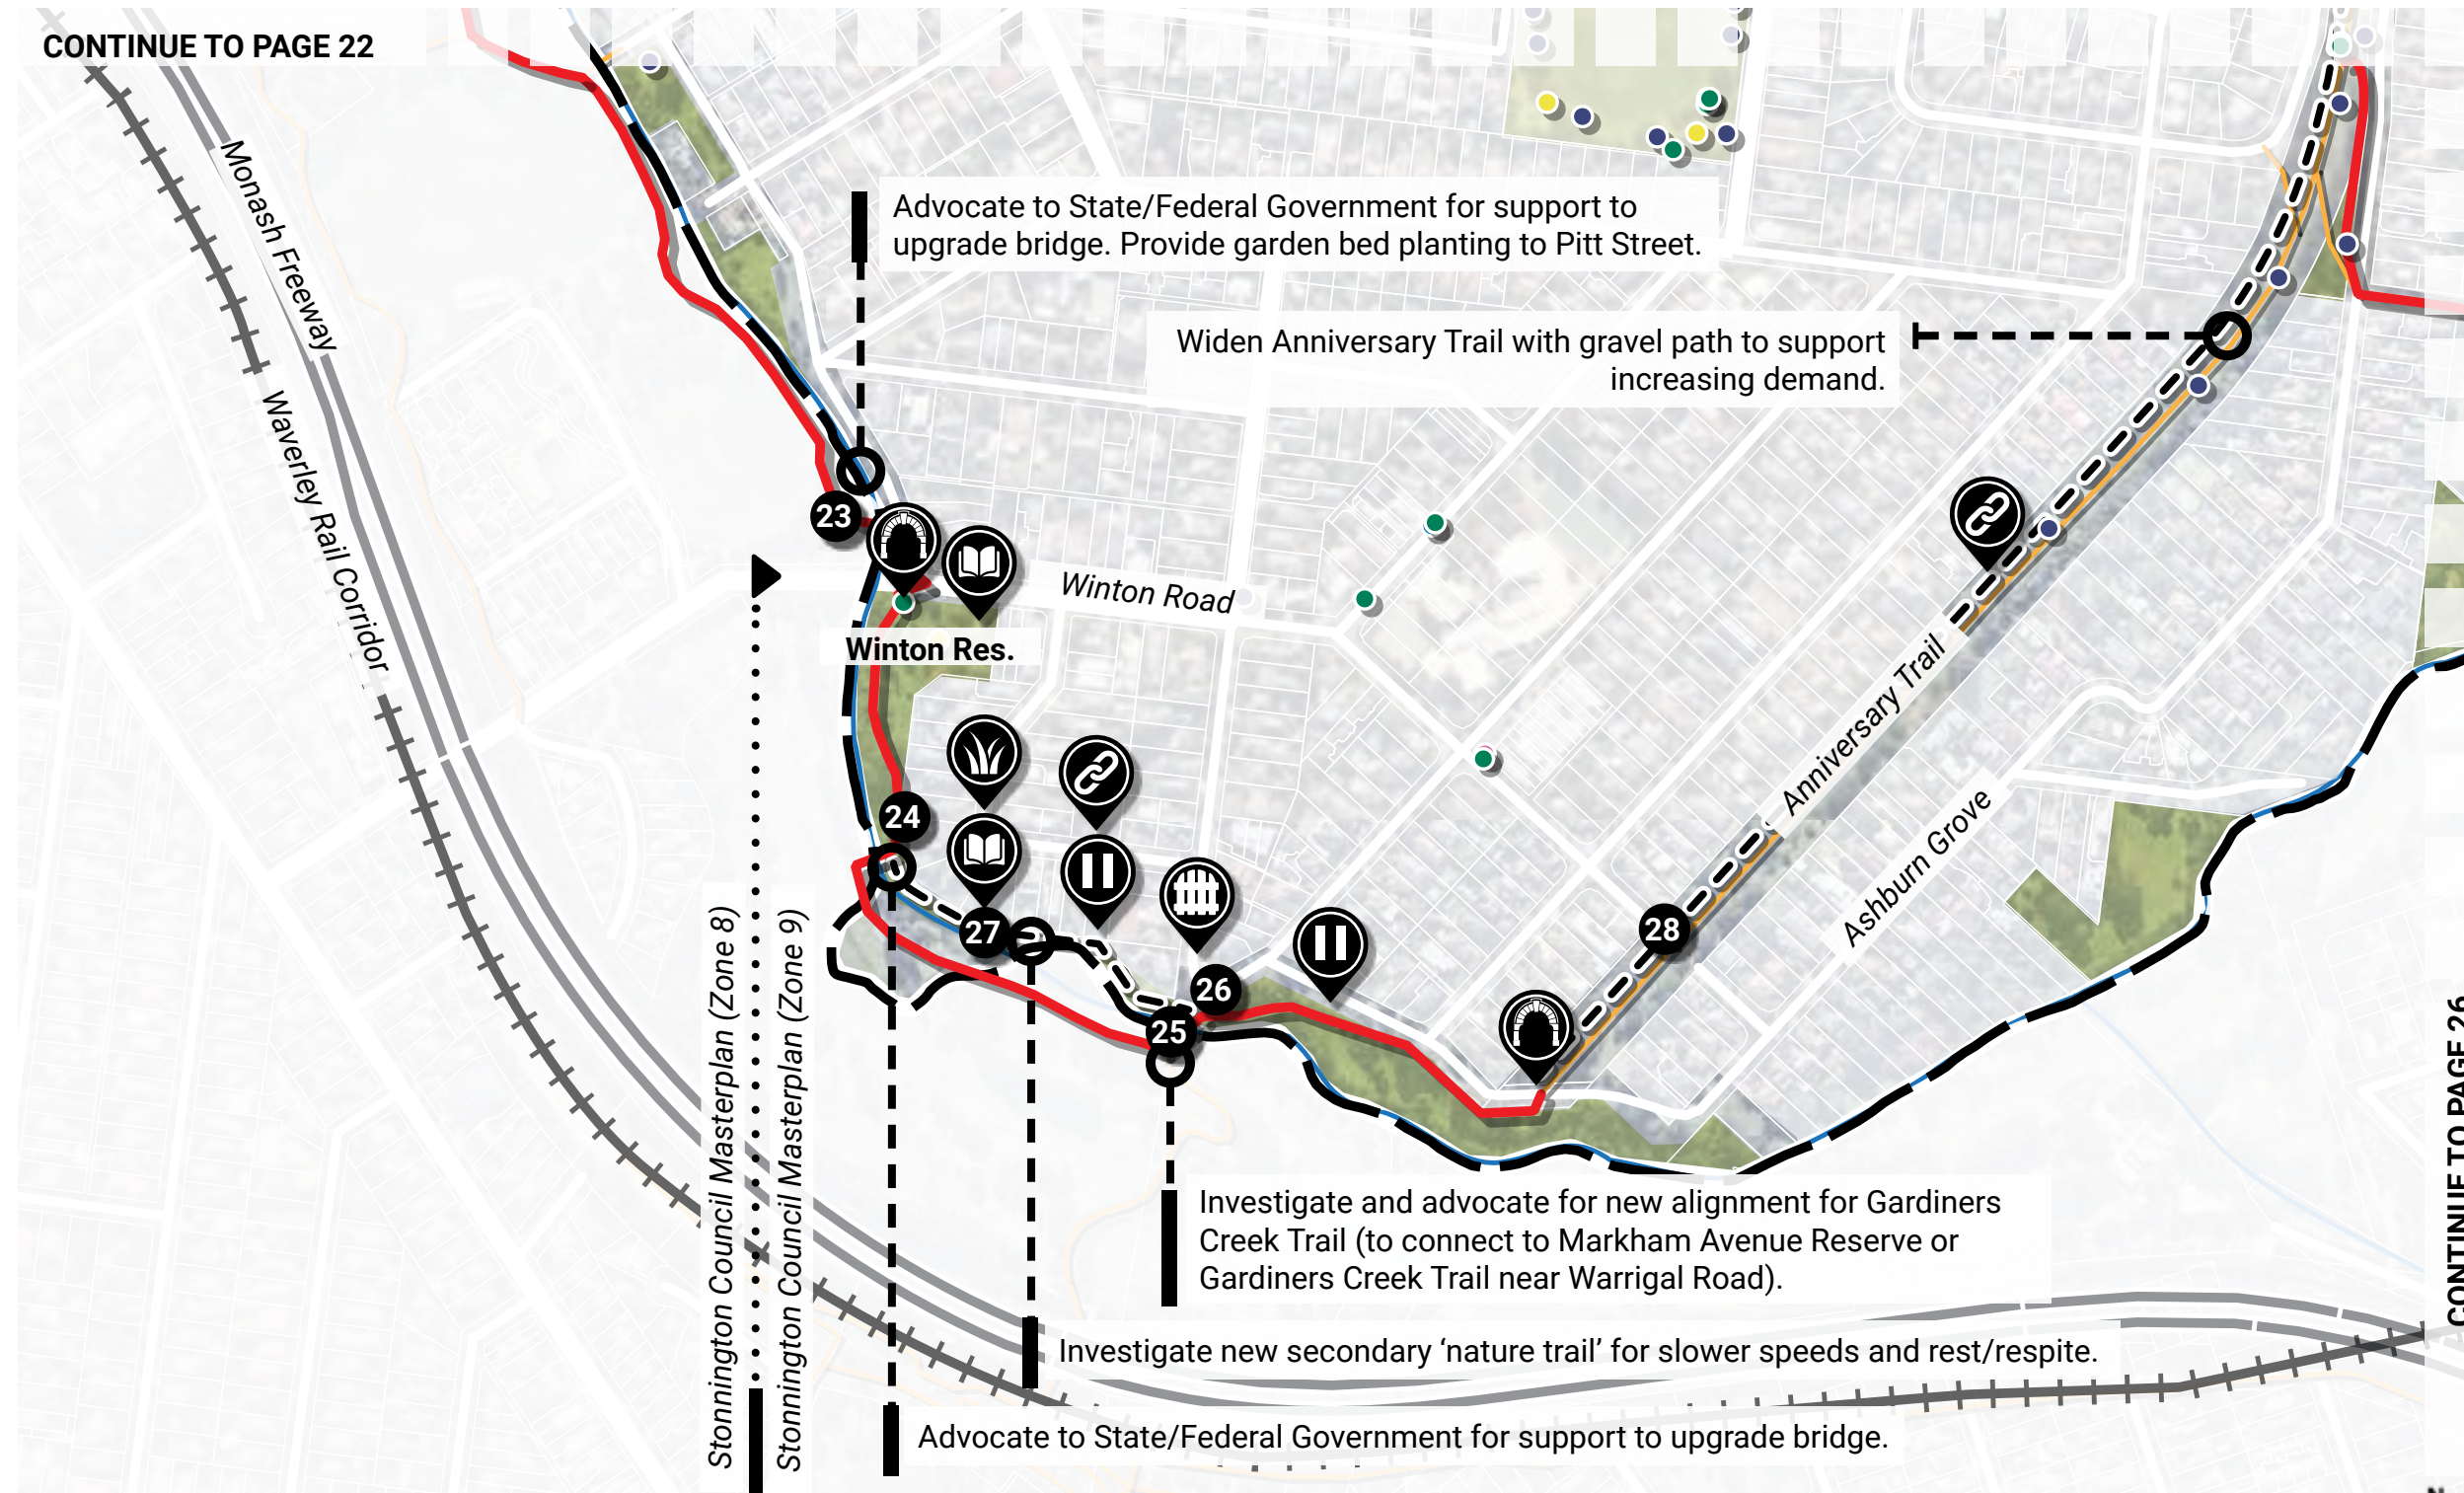 CONTINUE TO PAGE 22
Monash Freeway
Waverley Rail Corridor
Advocate to State/Federal Government for support to
upgrade bridge. Provide garden bed planting to Pitt Street.
Widen Anniversary Trail with gravel path to support
increasing demand.
23
Winton Road
Winton Res.
Anniversary Trail
Ashburn Grove
24
27
28
26
25
Stonnington Council Masterplan (Zone 8)
Stonnington Council Masterplan (Zone 9)
CONTINUE TO PAGE 26
Investigate and advocate for new alignment for Gardiners
Creek Trail (to connect to Markham Avenue Reserve or
Gardiners Creek Trail near Warrigal Road).
Investigate new secondary ‘nature trail’ for slower speeds and rest/respite.
Advocate to State/Federal Government for support to upgrade bridge.